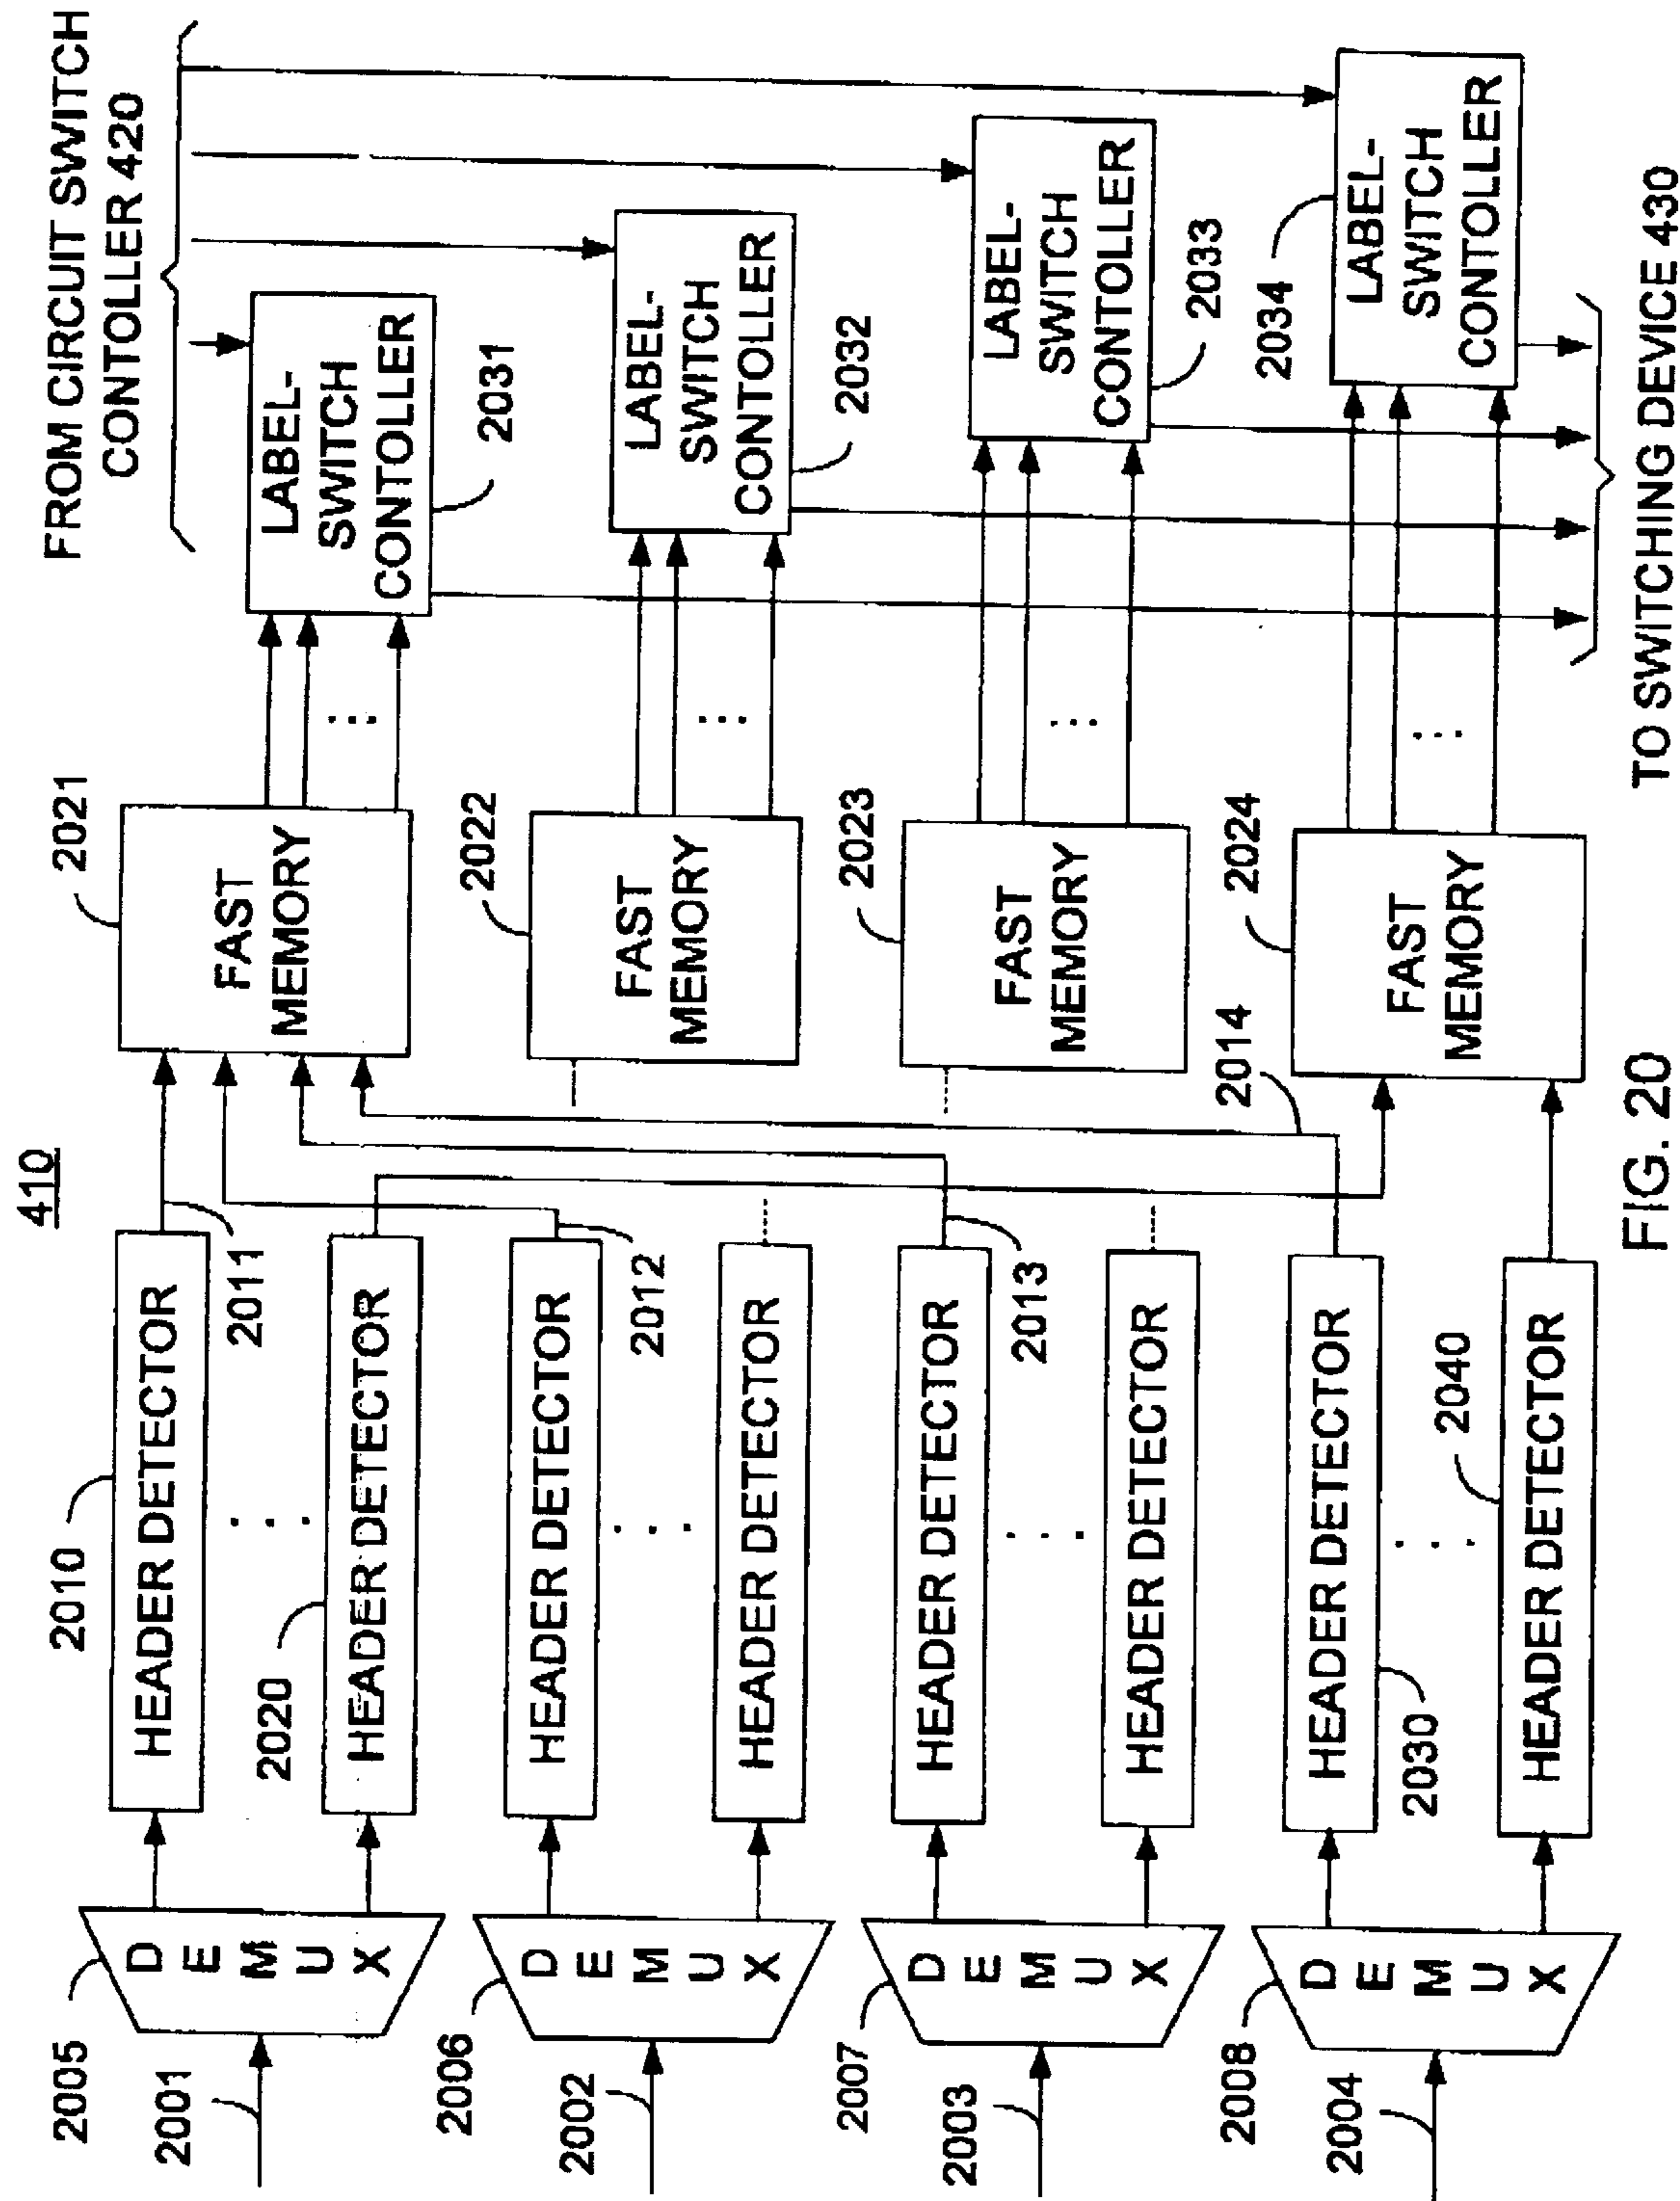 410
FROM CIRCUIT SWITCH
CONTOLLER 420
2001
2005
DEMUX
2002
2006
DEMUX
2003
2007
DEMUX
2004
2008
DEMUX
2010
HEADER DETECTOR
2011
2020
HEADER DETECTOR
HEADER DETECTOR
2012
HEADER DETECTOR
HEADER DETECTOR
2013
HEADER DETECTOR
HEADER DETECTOR
2030
2014
2040
HEADER DETECTOR
2021
FAST
MEMORY
2022
FAST
MEMORY
2023
FAST
MEMORY
2024
FAST
MEMORY
LABEL-
SWITCH
CONTOLLER
2031
LABEL-
SWITCH
CONTOLLER
2032
LABEL-
SWITCH
CONTOLLER
2033
2034
LABEL-
SWITCH
CONTOLLER
TO SWITCHING DEVICE 430
FIG. 20